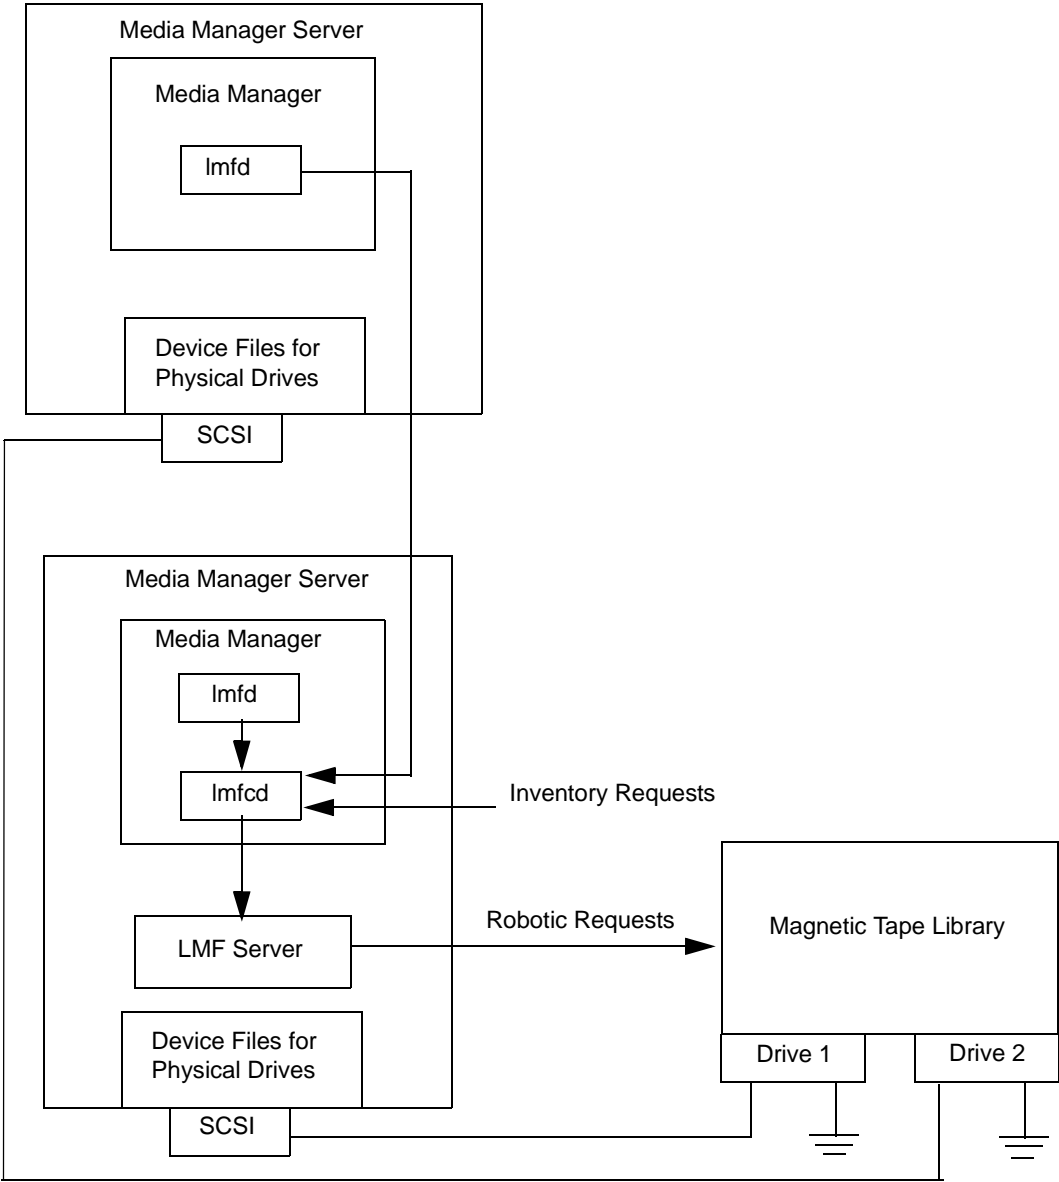 Media Manager Server
Media Manager
lmfd
Device Files for
Physical Drives
SCSI
Media Manager Server
Media Manager
lmfd
lmfcd
Inventory Requests
LMF Server
Robotic Requests
Magnetic Tape Library
Device Files for
Physical Drives
SCSI
Drive 1
Drive 2